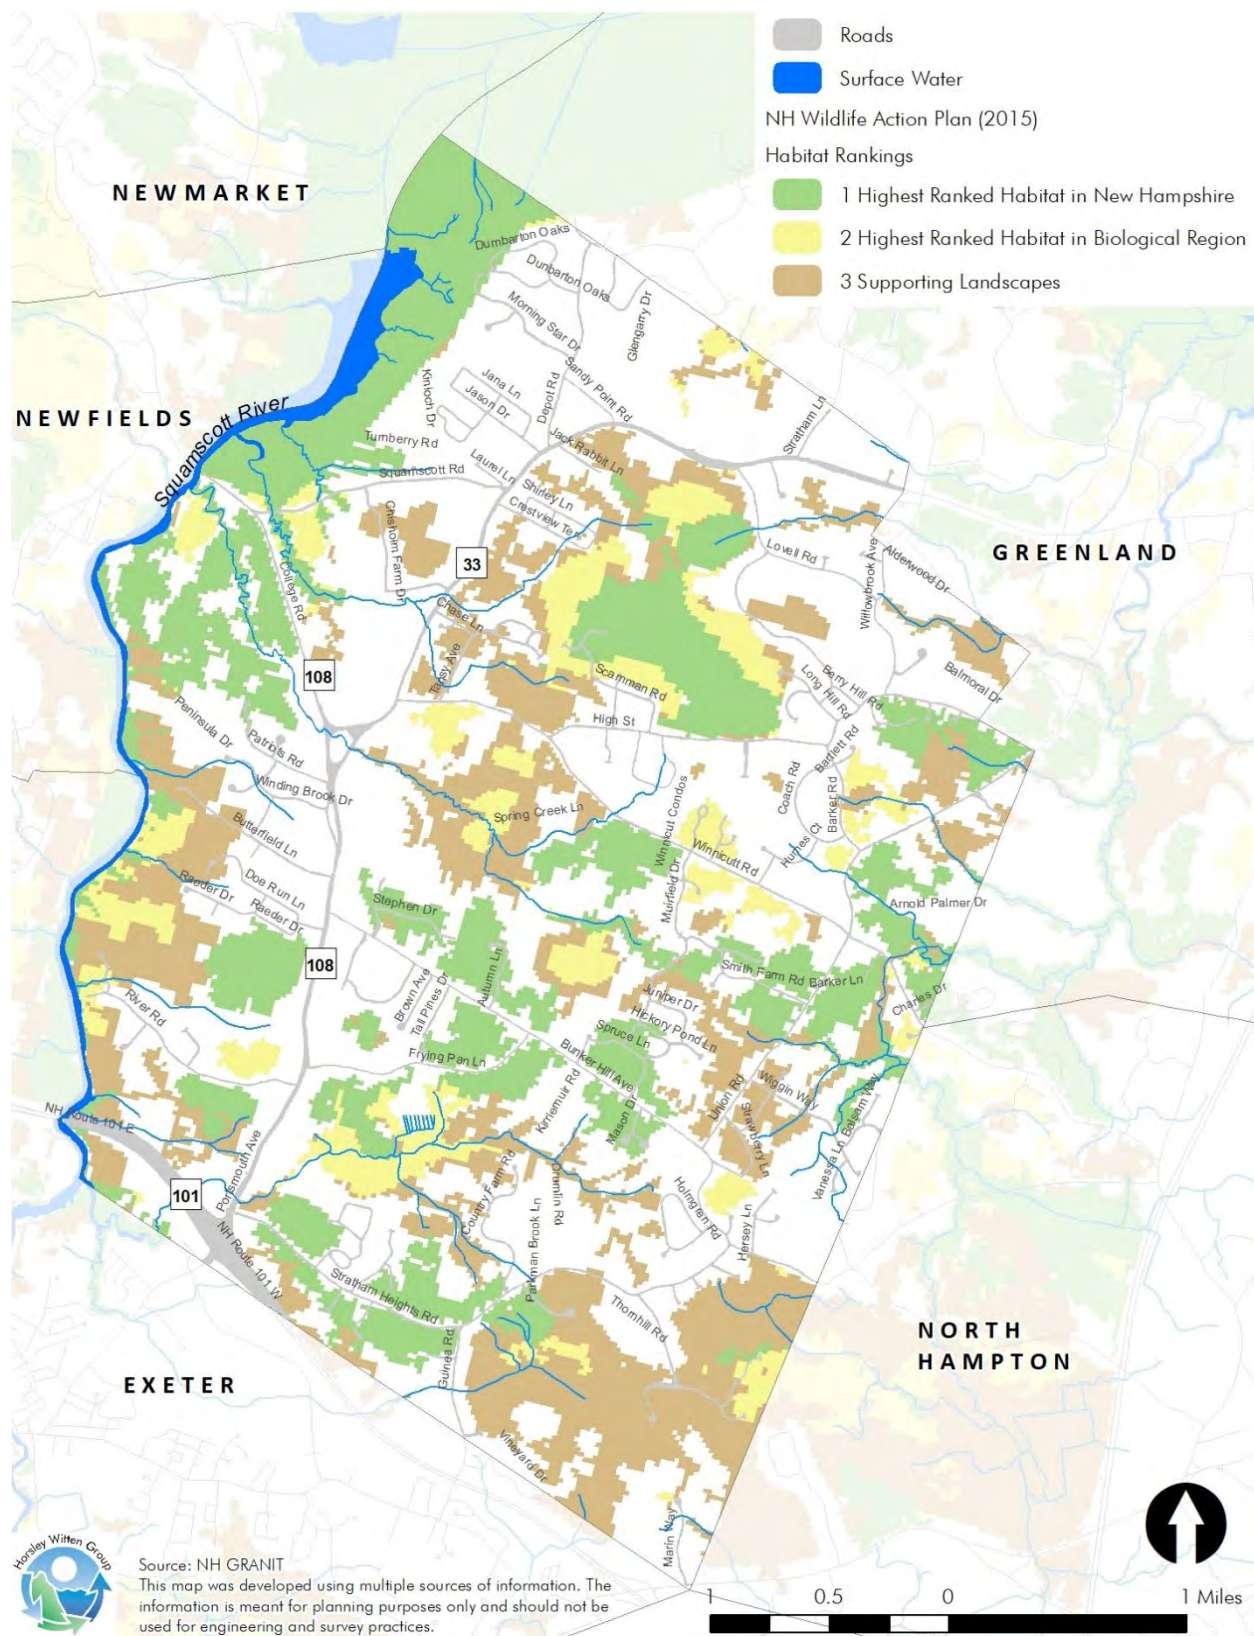 Roads
Surface Water
NH Wildlife Action Plan (2015)
Habitat Rankings
1 Highest Ranked Habitat in New Hampshire
2 Highest Ranked Habitat in Biological Region
3 Supporting Landscapes
NEWMARKET
Dumbarton Oaks
Dunbarton Oaks
Morning Star Dr
Glengarry Dr
Sandy Point Rd
Jana Ln
Jason Dr
Kinloch Dr
Depot Rd
Stratham Ln
NEWFIELDS
Squamscott River
Tumberry Rd
Jack Rabbit Ln
Squamscott Rd
Laurel Ln
Shirley Ln
Crestview Te
Chisholm Farm Dr
33
Lovell Rd
Willowbrook Ave
Alderwood Dr
GREENLAND
College Rd
Chase Ln
Tansy Ave
108
Scamman Rd
Berry Hill Rd
Long Hill Rd
Balmoral Dr
High St
Peninsula Dr
Patriots Rd
Bartlett Rd
Winding Brook Dr
Coach Rd
Barker Rd
Spring Creek Ln
Winnicut Condos
Butterfield Ln
Humes Ct
Winnicutt Rd
Muirfield Dr
Doe Run Ln
Raeder Dr
Raeder Dr
Stephen Dr
Arnold Palmer Dr
108
Autumn Ln
Smith Farm Rd
Barker Ln
Brown Ave
Tall Pines Dr
Juniper Dr
Charles Dr
River Rd
Hickory Pond Ln
Spruce Ln
Frying Pan Ln
Bunker Hill Ave
Kirriemuir Rd
Union Rd
Wiggin Way
Mason Dr
Strawberry Ln
Balsam Way
Vanessa Ln
NH Route 101 E
Portsmouth Ave
101
Country Farm Rd
Drumlin Rd
Parkman Brook Ln
Holmgren Rd
Hersey Ln
NH Route 101 W
Stratham Heights Rd
Thornhill Rd
Guinea Rd
NORTH
HAMPTON
EXETER
Vineyard Dr
Marin Way
Horsley Witten Group
Source: NH GRANIT
This map was developed using multiple sources of information. The
information is meant for planning purposes only and should not be
used for engineering and survey practices.
1 0.5 0 1 Miles